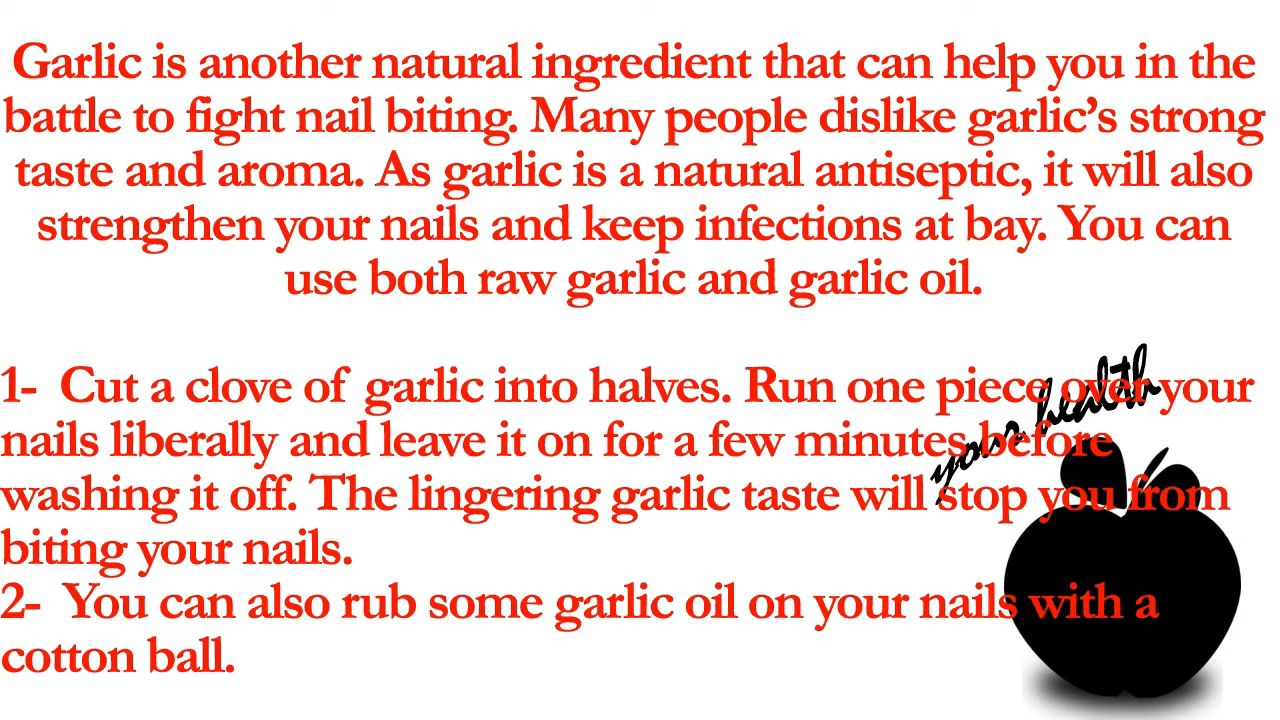 Garlic is another natural ingredient that can help you in the
battle to fight nail biting. Many people dislike garlic’s strong
taste and aroma. As garlic is a natural antiseptic, it will also
strengthen your nails and keep infections at bay. You can
use both raw garlic and garlic oil.
1- Cut a clove of garlic into halves. Run one piece over your
nails liberally and leave it on for a few minutes before
washing it off. The lingering garlic taste will stop you from
biting your nails.
2- You can also rub some garlic oil on your nails with a
cotton ball.
your health